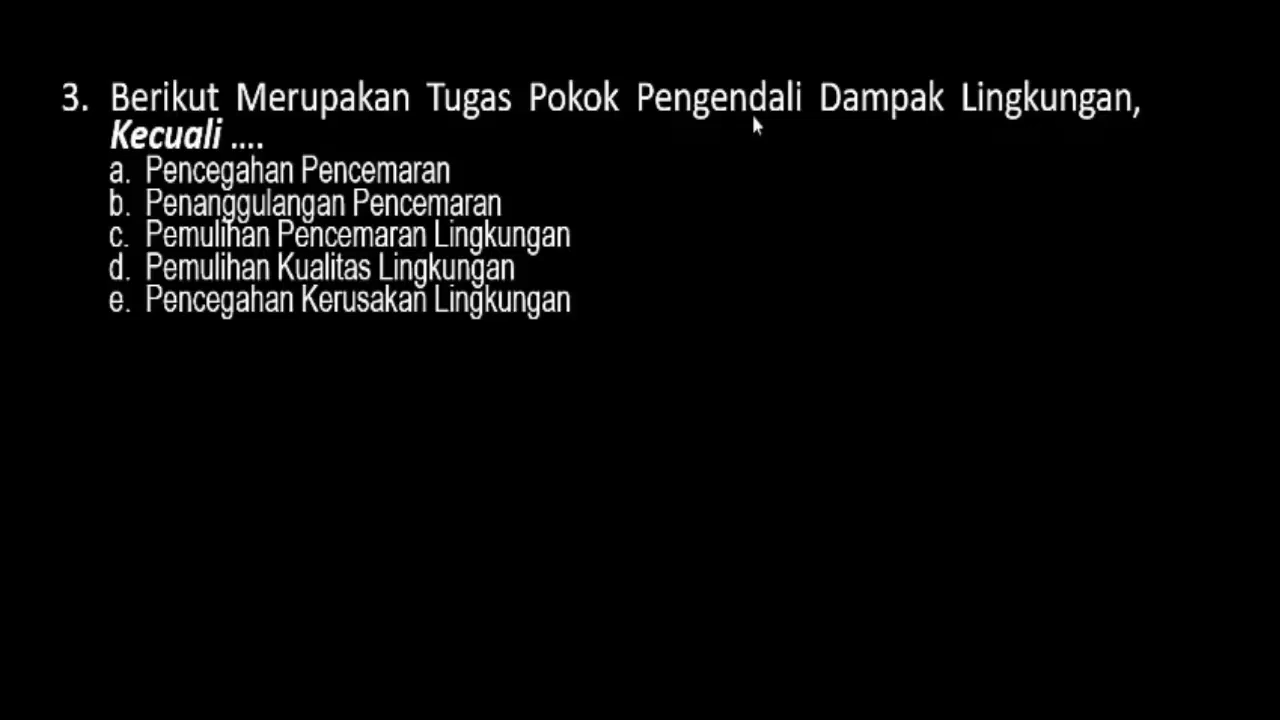 3. Berikut Merupakan Tugas Pokok Pengendali Dampak Lingkungan,
Kecuali ....
a. Pencegahan Pencemaran
b. Penanggulangan Pencemaran
c. Pemulihan Pencemaran Lingkungan
d. Pemulihan Kualitas Lingkungan
e. Pencegahan Kerusakan Lingkungan